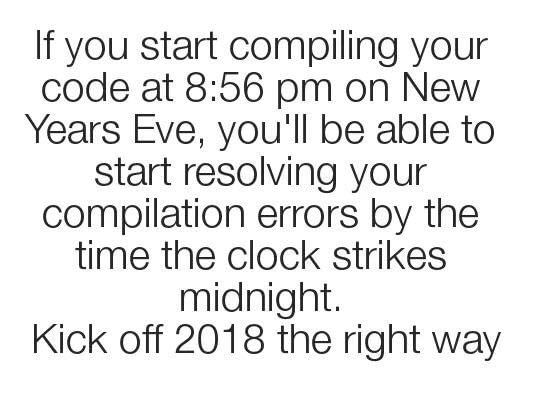 If you start compiling your
code at 8:56 pm on New
Years Eve, you'll be able to
start resolving your
compilation errors by the
time the clock strikes
midnight.
Kick off 2018 the right way